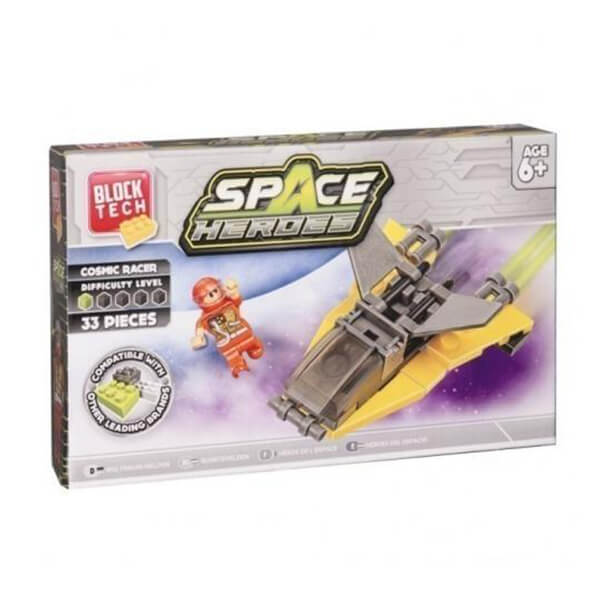 BLOCK
TECH
SPACE
HEROES
AGE
6+
COSMIC RACER
DIFFICULTY LEVEL
33 PIECES
COMPATIBLE WITH
OTHER LEADING BRANDS
D
F
E